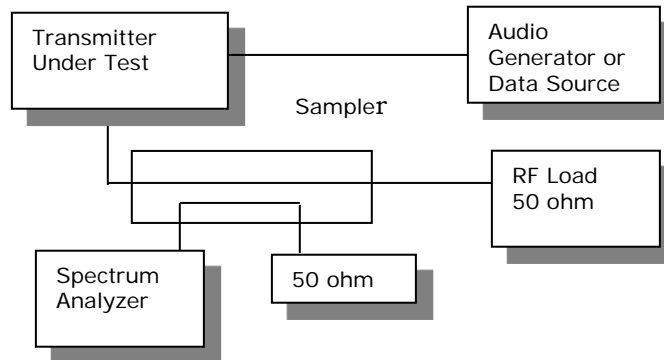 Transmitter
Under Test
Audio
Generator or
Data Source
Sampler
RF Load
50 ohm
Spectrum
Analyzer
50 ohm